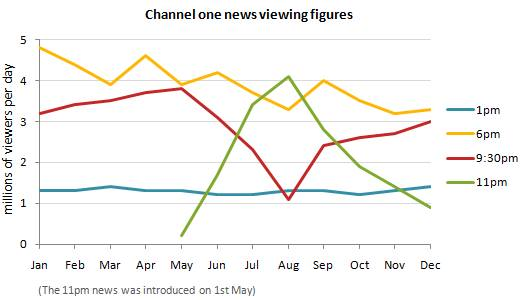 Channel one news viewing figures
millions of viewers per day
5
4
3
2
1
0
Jan Feb Mar Apr May Jun Jul Aug Sep Oct Nov Dec
1pm
6pm
9:30pm
11pm
(The 11pm news was introduced on 1st May)